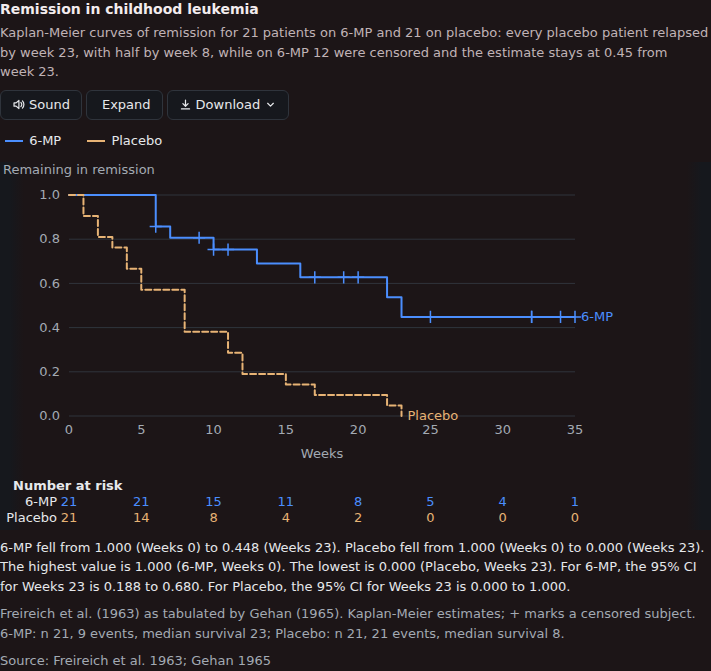 Remission in childhood leukemia
Kaplan-Meier curves of remission for 21 patients on 6-MP and 21 on placebo: every placebo patient relapsed
by week 23, with half by week 8, while on 6-MP 12 were censored and the estimate stays at 0.45 from
week 23.
Sound Expand Download
6-MP Placebo
Remaining in remission
1.0
0.8
0.6
0.4
0.2
0.0
6-MP
Placebo
0 5 10 15 20 25 30 35
Weeks
Number at risk
6-MP 21 21 15 11 8 5 4 1
Placebo 21 14 8 4 2 0 0 0
6-MP fell from 1.000 (Weeks 0) to 0.448 (Weeks 23). Placebo fell from 1.000 (Weeks 0) to 0.000 (Weeks 23).
The highest value is 1.000 (6-MP, Weeks 0). The lowest is 0.000 (Placebo, Weeks 23). For 6-MP, the 95% CI
for Weeks 23 is 0.188 to 0.680. For Placebo, the 95% CI for Weeks 23 is 0.000 to 1.000.
Freireich et al. (1963) as tabulated by Gehan (1965). Kaplan-Meier estimates; + marks a censored subject.
6-MP: n 21, 9 events, median survival 23; Placebo: n 21, 21 events, median survival 8.
Source: Freireich et al. 1963; Gehan 1965